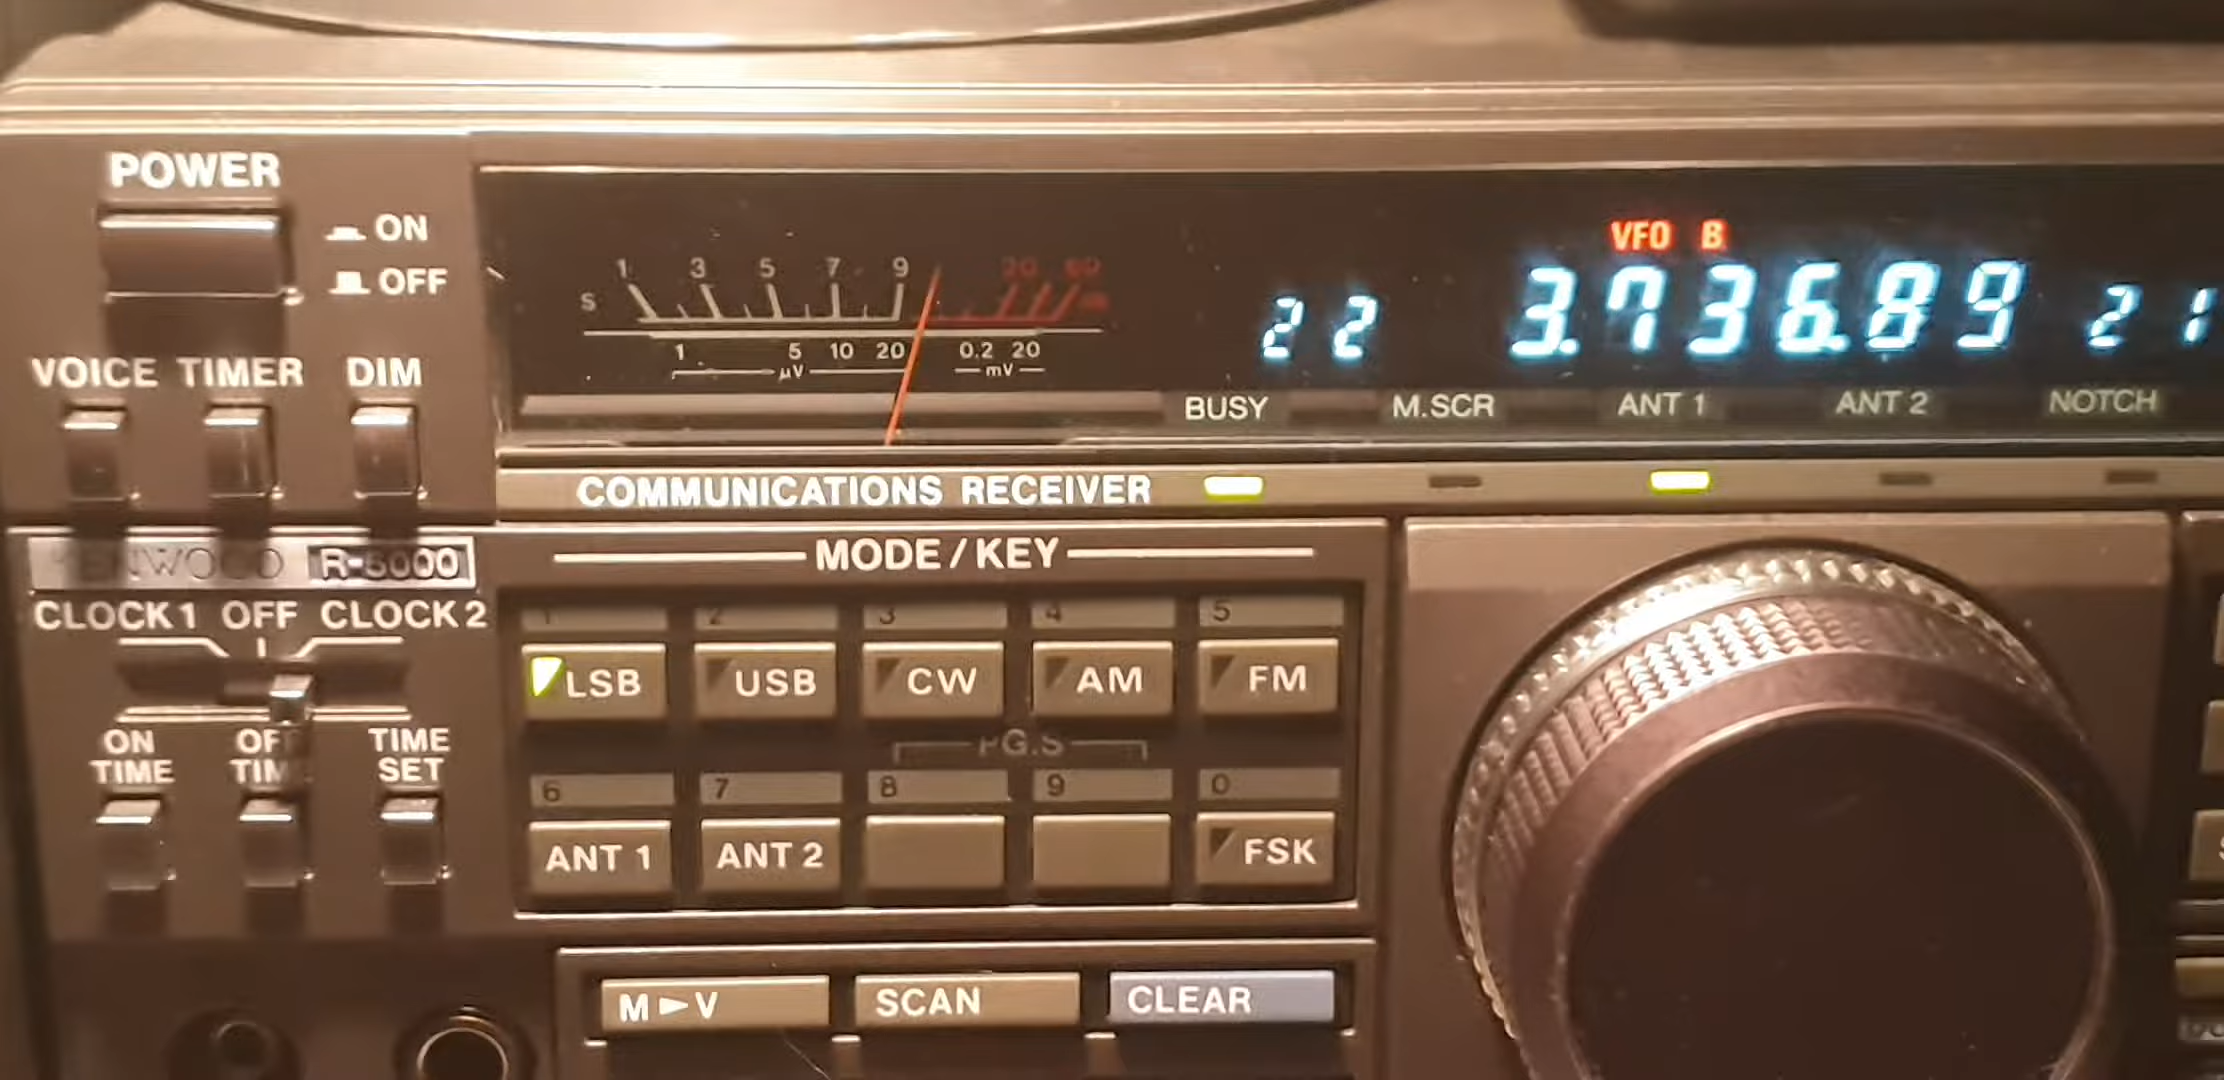 POWER
ON
OFF
VOICE TIMER DIM
S 1 3 5 7 9 20 60 dB
1 5 10 20 0.2 20
µV mV
VFO B
22 3.736.89 21
BUSY M.SCR ANT 1 ANT 2 NOTCH
COMMUNICATIONS RECEIVER
KENWOOD R-5000
CLOCK 1 OFF CLOCK 2
ON TIME
OFF TIME
TIME SET
MODE / KEY
1 2 3 4 5
LSB USB CW AM FM
PG.S
6 7 8 9 0
ANT 1 ANT 2 FSK
M►V SCAN CLEAR